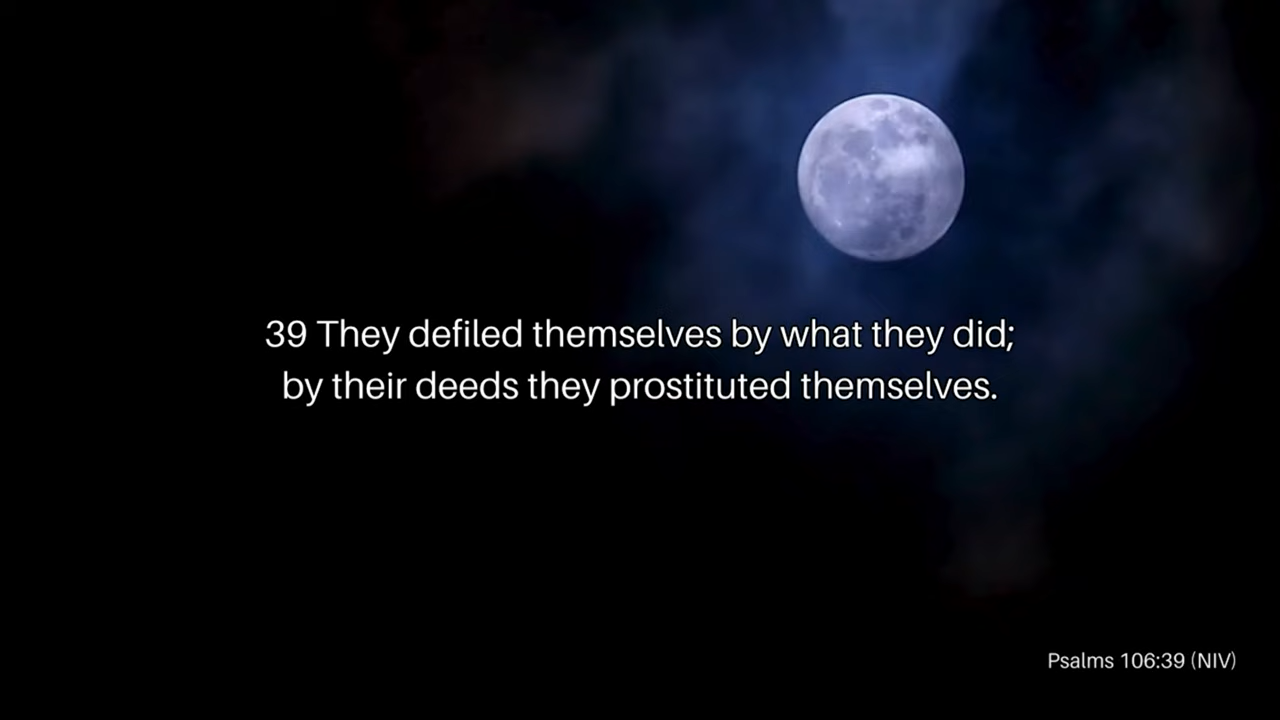 39 They defiled themselves by what they did;
by their deeds they prostituted themselves.
Psalms 106:39 (NIV)